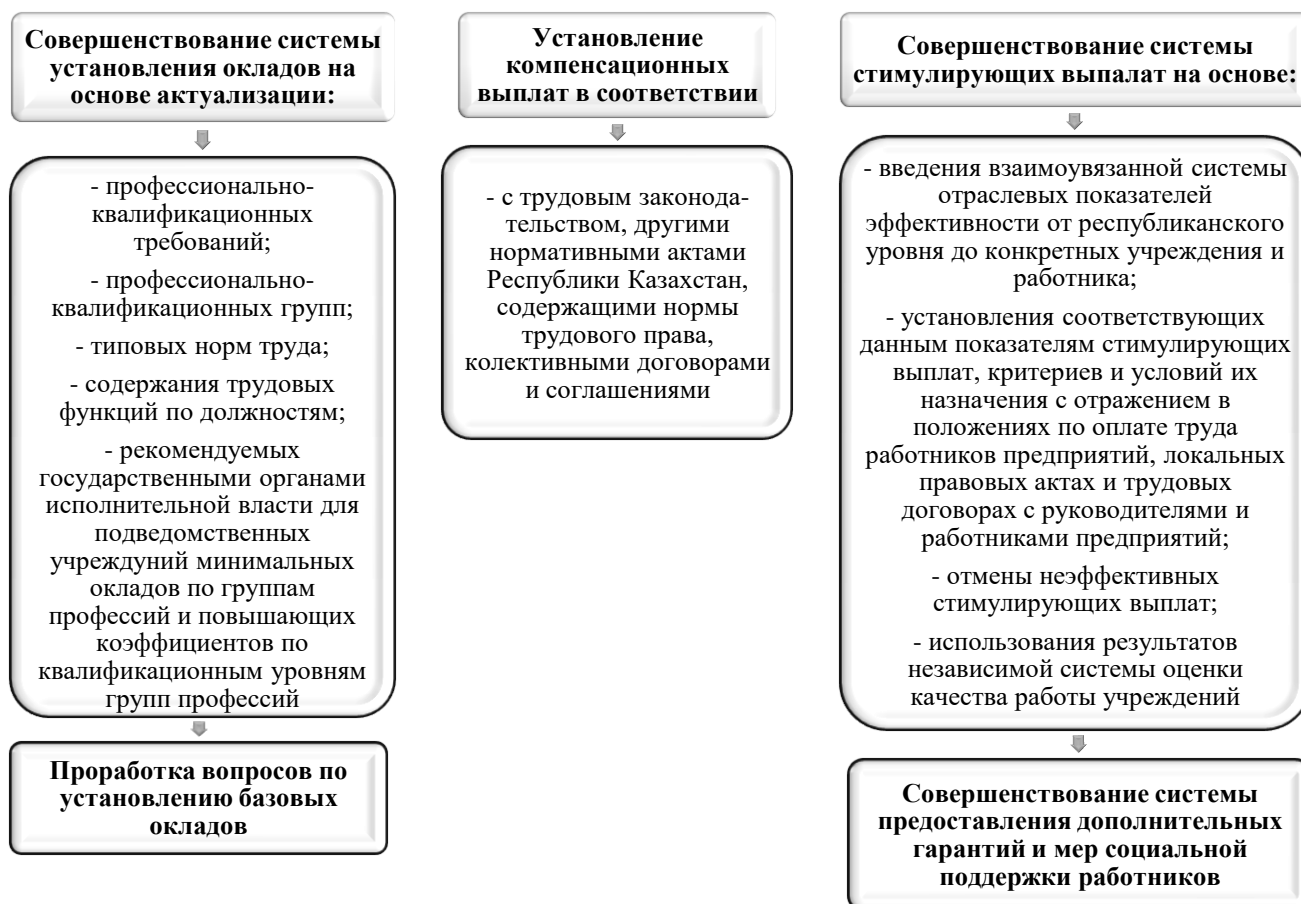 Совершенствование системы
установления окладов на
основе актуализации:
- профессионально-
квалификационных
требований;
- профессионально-
квалификационных групп;
- типовых норм труда;
- содержания трудовых
функций по должностям;
- рекомендуемых
государственными органами
исполнительной власти для
подведомственных
учреждуний минимальных
окладов по группам
профессий и повышающих
коэффициентов по
квалификационным уровням
групп профессий
Проработка вопросов по
установлению базовых
окладов
Установление
компенсационных
выплат в соответствии
- с трудовым законода-
тельством, другими
нормативными актами
Республики Казахстан,
содержащими нормы
трудового права,
колективными договорами
и соглашениями
Совершенствование системы
стимулирующих выпалат на основе:
- введения взаимоувязанной системы
отраслевых показателей
эффективности от республиканского
уровня до конкретных учреждения и
работника;
- установления соответствующих
данным показателям стимулирующих
выплат, критериев и условий их
назначения с отражением в
положениях по оплате труда
работников предприятий, локальных
правовых актах и трудовых
договорах с руководителями и
работниками предприятий;
- отмены неэффективных
стимулирующих выплат;
- использования результатов
независимой системы оценки
качества работы учреждений
Совершенствование системы
предоставления дополнительных
гарантий и мер социальной
поддержки работников